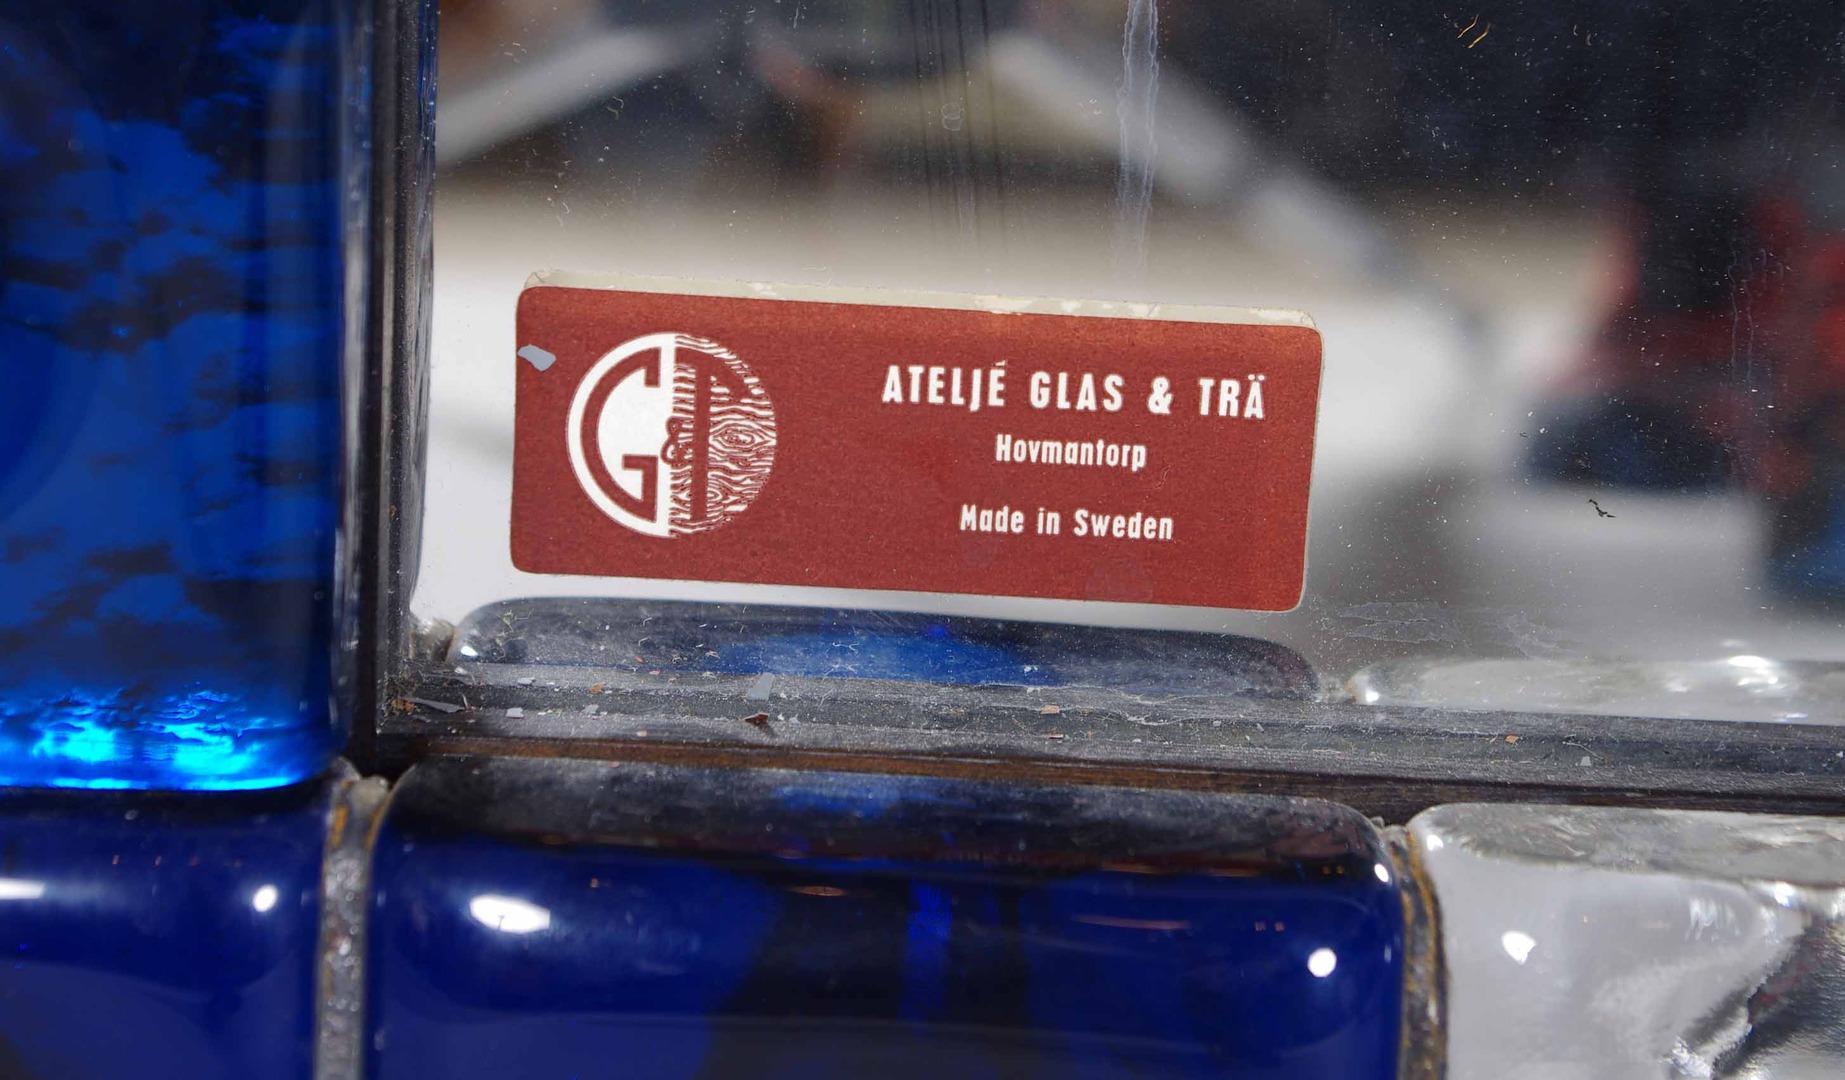 G&T
ATELJÉ GLAS & TRÄ
Hovmantorp
Made in Sweden